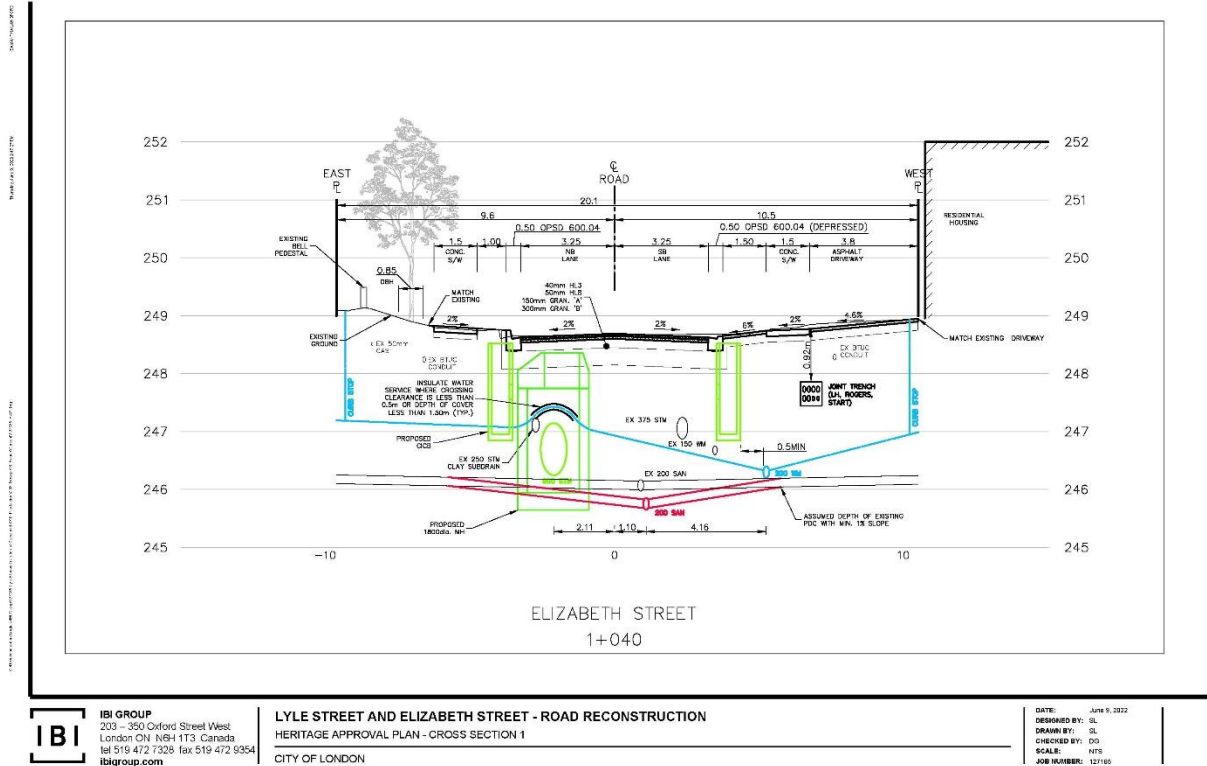 252
251
250
249
248
247
246
245
252
251
250
249
248
247
246
245
EAST
PL
CL
ROAD
WEST
PL
20.1
9.6
10.5
0.50 OPSD 600.04
0.50 OPSD 600.04 (DEPRESSED)
1.5
CONC.
S/W
1.00
3.25
NB
LANE
3.25
SB
LANE
1.50
1.5
CONC.
S/W
3.8
ASPHALT
DRIVEWAY
RESIDENTIAL
HOUSING
EXISTING
BELL
PEDESTAL
0.85
DBH
MATCH
EXISTING
40mm HL3
50mm HL8
150mm GRAN. 'A'
300mm GRAN. 'B'
2%
2%
2%
6%
2%
4.6%
EXISTING
GROUND
EX 50mm
GAS
EX BTUC
CONDUIT
EX BTUC
CONDUIT
MATCH EXISTING DRIVEWAY
0.92m
JOINT TRENCH
(LH, ROGERS,
START)
CURB STOP
CURB STOP
INSULATE WATER
SERVICE WHERE CROSSING
CLEARANCE IS LESS THAN
0.5m OR DEPTH OF COVER
LESS THAN 1.50m (TYP.)
PROPOSED
CICB
EX 250 STM
CLAY SUBDRAIN
EX 375 STM
EX 150 WM
0.5MIN
EX 200 SAN
200 WM
200 SAN
ASSUMED DEPTH OF EXISTING
PDC WITH MIN. 1% SLOPE
PROPOSED
1800dia. MH
2.11
1.10
4.16
-10
0
10
ELIZABETH STREET
1+040
IBI
IBI GROUP
203 – 350 Oxford Street West
London ON N6H 1T3 Canada
tel 519 472 7328 fax 519 472 9354
ibigroup.com
LYLE STREET AND ELIZABETH STREET - ROAD RECONSTRUCTION
HERITAGE APPROVAL PLAN - CROSS SECTION 1
CITY OF LONDON
DATE: June 9, 2022
DESIGNED BY: SL
DRAWN BY: SL
CHECKED BY: DG
SCALE: NTS
JOB NUMBER: